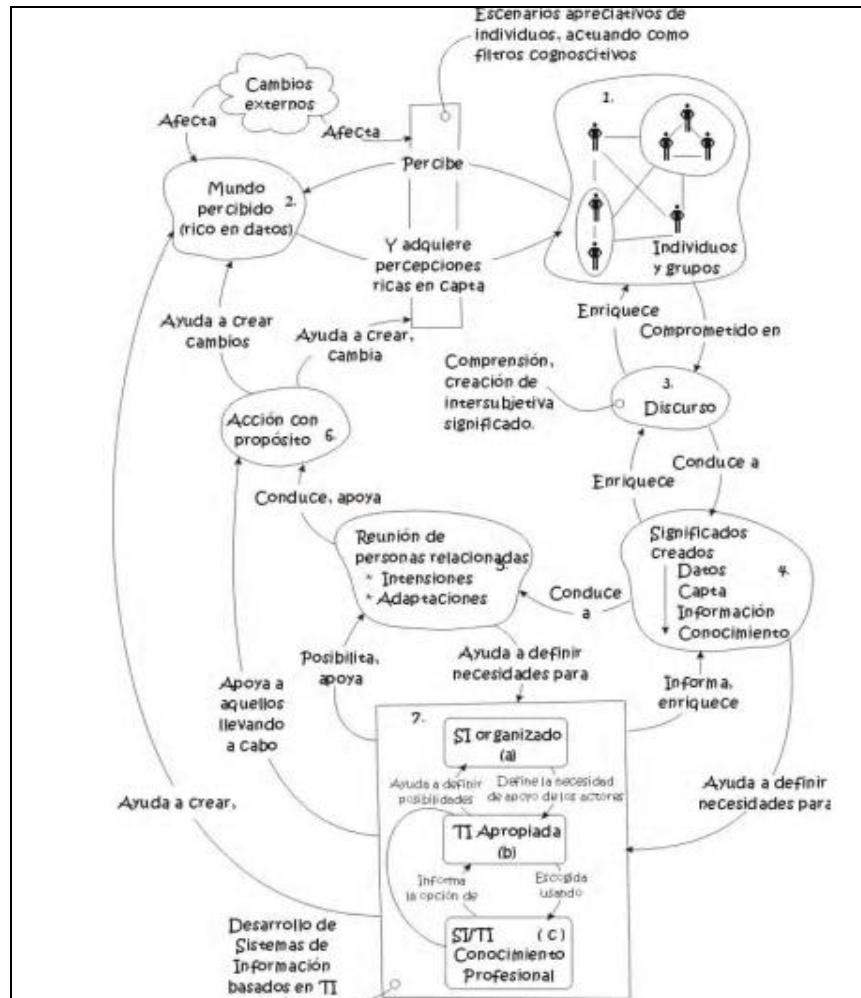 Escenarios apreciativos de
individuos, actuando como
filtros cognoscitivos
Cambios
externos
Afecta
Afecta
1.
Percibe
Mundo
percibido
(rico en datos)
2.
Y adquiere
percepciones
ricas en capta
Individuos
y grupos
Ayuda a crear
cambios
Ayuda a crear,
cambia
Enriquece
Comprometido en
Comprensión,
creación de
intersubjetiva
significado.
3.
Discurso
Acción con
propósito 6.
Enriquece
Conduce a
Conduce, apoya
Reunión de
personas relacionadas
5.
* Intensiones
* Adaptaciones
Conduce
a
Significados
creados
Datos
Capta
Información
Conocimiento
4.
Posibilita,
apoya
Ayuda a definir
necesidades para
Informa,
enriquece
Apoya a
aquellos
llevando
a cabo
7.
SI organizado
(a)
Ayuda a definir
posibilidades
Define la necesidad
de apoyo de los actores
Ayuda a crear,
Ayuda a definir
necesidades para
TI Apropiada
(b)
Informa
la opción de
Escogida
usando
SI/TI (C)
Conocimiento
Profesional
Desarrollo de
Sistemas de
Información
basados en TI